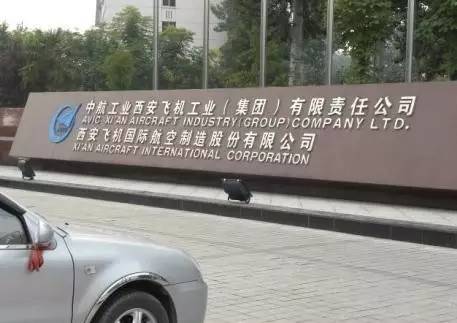 中航工业西安飞机工业（集团）有限责任公司
AVIC XI'AN AIRCRAFT INDUSTRY(GROUP)COMPANY LTD.
西安飞机国际航空制造股份有限公司
XI'AN AIRCRAFT INTERNATIONAL CORPORATION